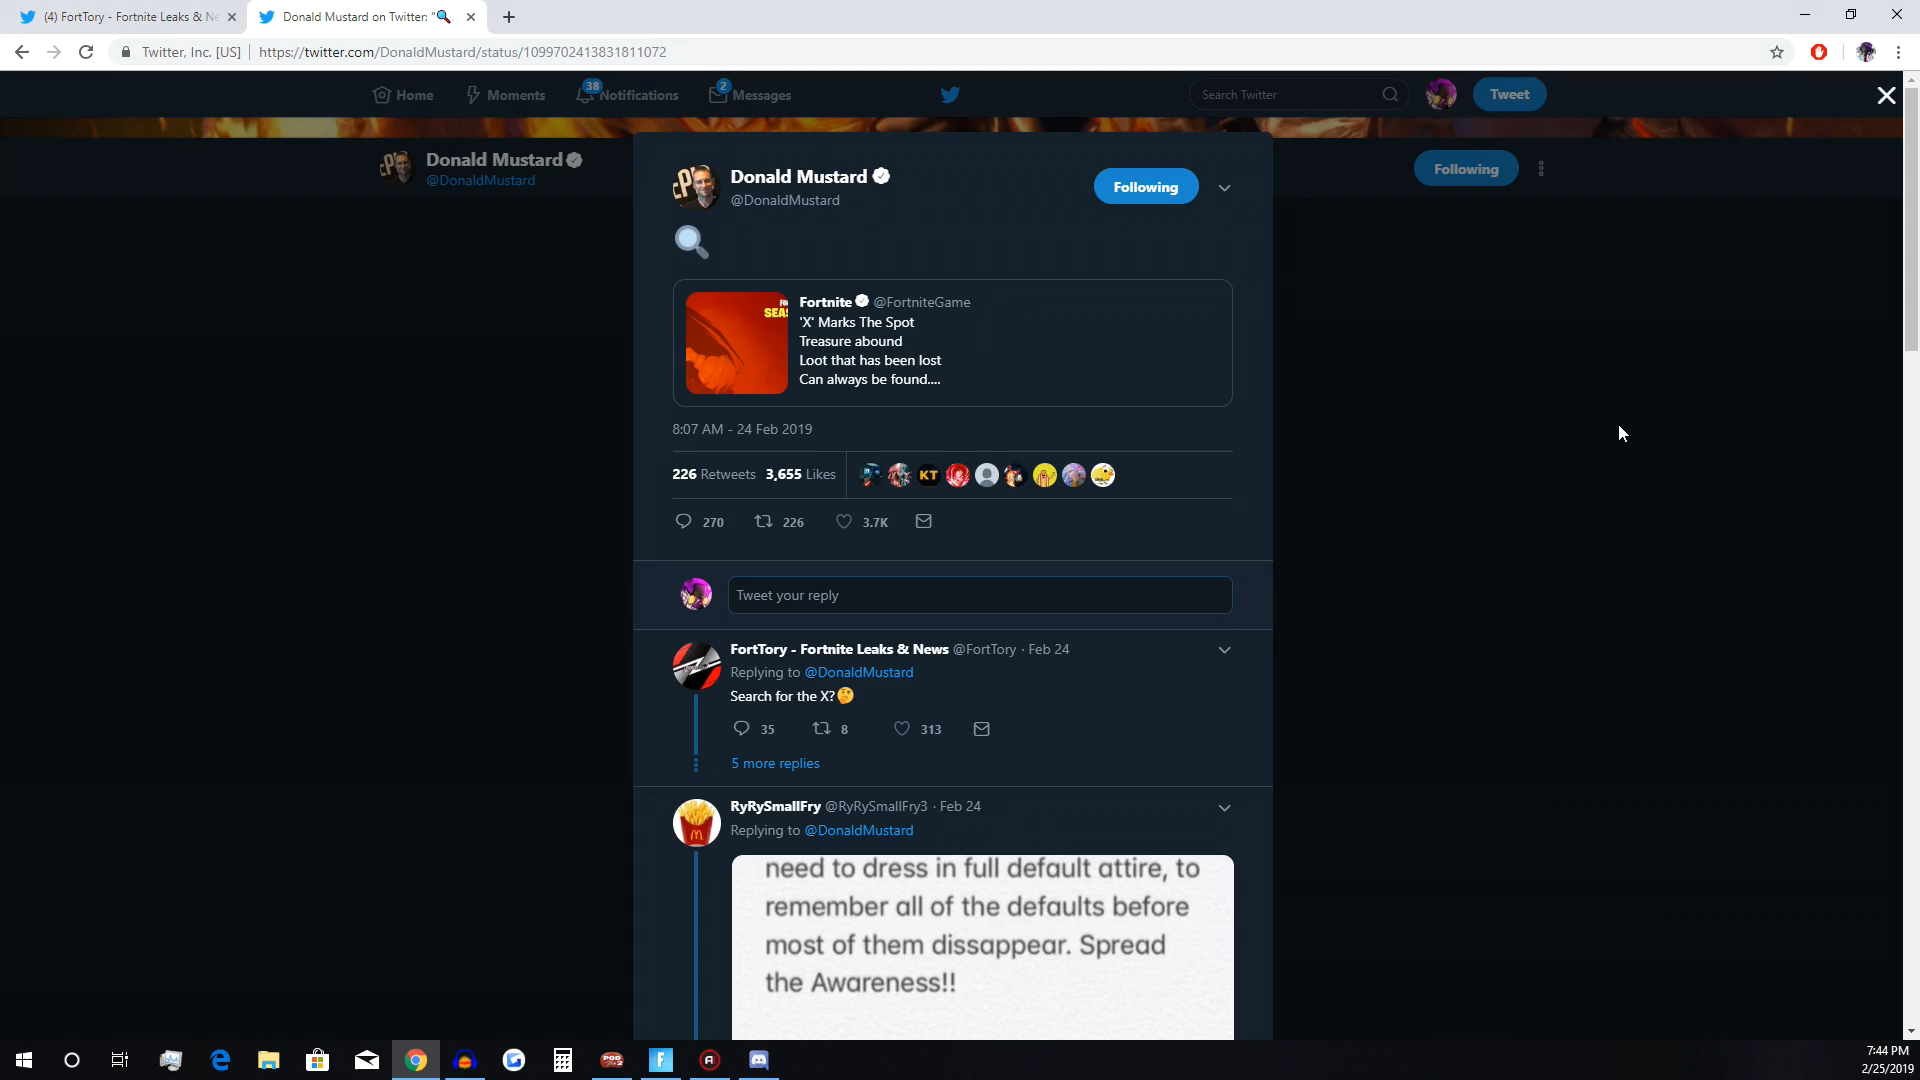 (4) FortTory - Fortnite Leaks & Ne
Donald Mustard on Twitter: "🔍
Twitter, Inc. [US]
https://twitter.com/DonaldMustard/status/1099702413831811072
Home
Moments
38
Notifications
2
Messages
Search Twitter
Tweet
Donald Mustard
@DonaldMustard
Following
Donald Mustard
@DonaldMustard
Following
🔍
SEAS
Fortnite @FortniteGame
'X' Marks The Spot
Treasure abound
Loot that has been lost
Can always be found....
8:07 AM - 24 Feb 2019
226 Retweets 3,655 Likes
KT
270 226 3.7K
Tweet your reply
FortTory - Fortnite Leaks & News @FortTory · Feb 24
Replying to @DonaldMustard
Search for the X?🤔
35 8 313
5 more replies
RyRySmallFry @RyRySmallFry3 · Feb 24
Replying to @DonaldMustard
need to dress in full default attire, to
remember all of the defaults before
most of them dissappear. Spread
the Awareness!!
7:44 PM
2/25/2019